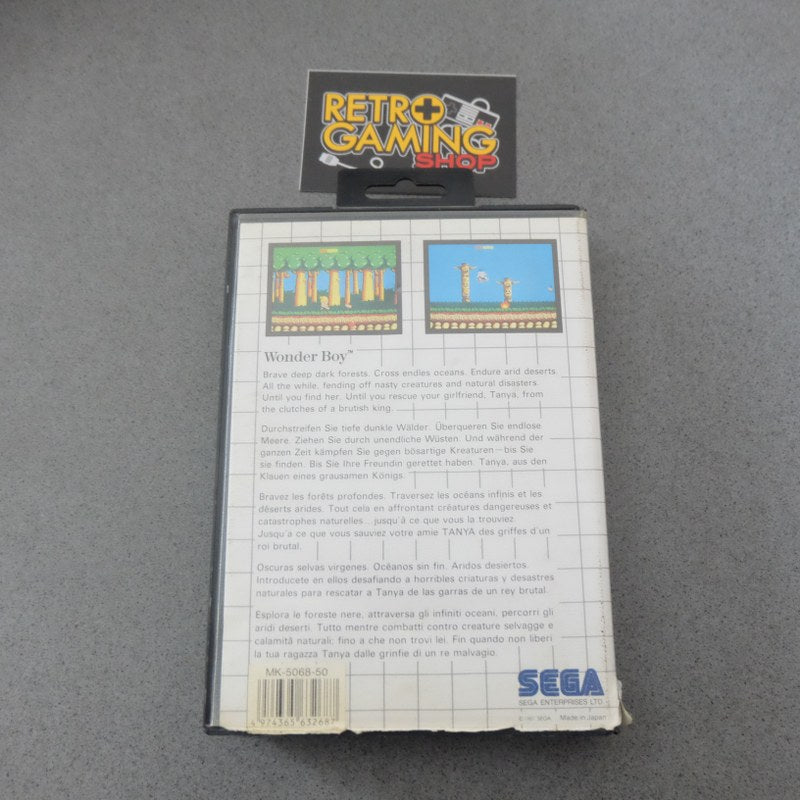 RETRO
GAMING
SHOP
Wonder Boy™
Brave deep dark forests. Cross endles oceans. Endure arid deserts.
All the while, fending off nasty creatures and natural disasters.
Until you find her. Until you rescue your girlfriend, Tanya, from
the clutches of a brutish king.
Durchstreifen Sie tiefe dunkle Wälder. Überqueren Sie endlose
Meere. Ziehen Sie durch unendliche Wüsten. Und während der
ganzen Zeit kämpfen Sie gegen bösartige Kreaturen—bis Sie
sie finden. Bis Sie Ihre Freundin gerettet haben. Tanya, aus den
Klauen eines grausamen Königs.
Bravez les forêts profondes. Traversez les océans infinis et les
déserts arides. Tout cela en affrontant créatures dangereuses et
catastrophes naturelles... jusqu'à ce que vous la trouviez.
Jusqu'a ce que vous sauviez votre amie TANYA des griffes d'un
roi brutal.
Oscuras selvas virgenes. Océanos sin fin. Aridos desiertos.
Introducete en ellos desafiando a horribles criaturas y desastres
naturales para rescatar a Tanya de las garras de un rey brutal.
Esplora le foreste nere, attraversa gli infiniti oceani, percorri gli
aridi deserti. Tutto mentre combatti contro creature selvagge e
calamità naturali; fino a che non trovi lei. Fin quando non liberi
la tua ragazza Tanya dalle grinfie di un re malvagio.
MK-5068-50
4 974365 632687
SEGA
SEGA ENTERPRISES LTD.
SEGA Made in Japan